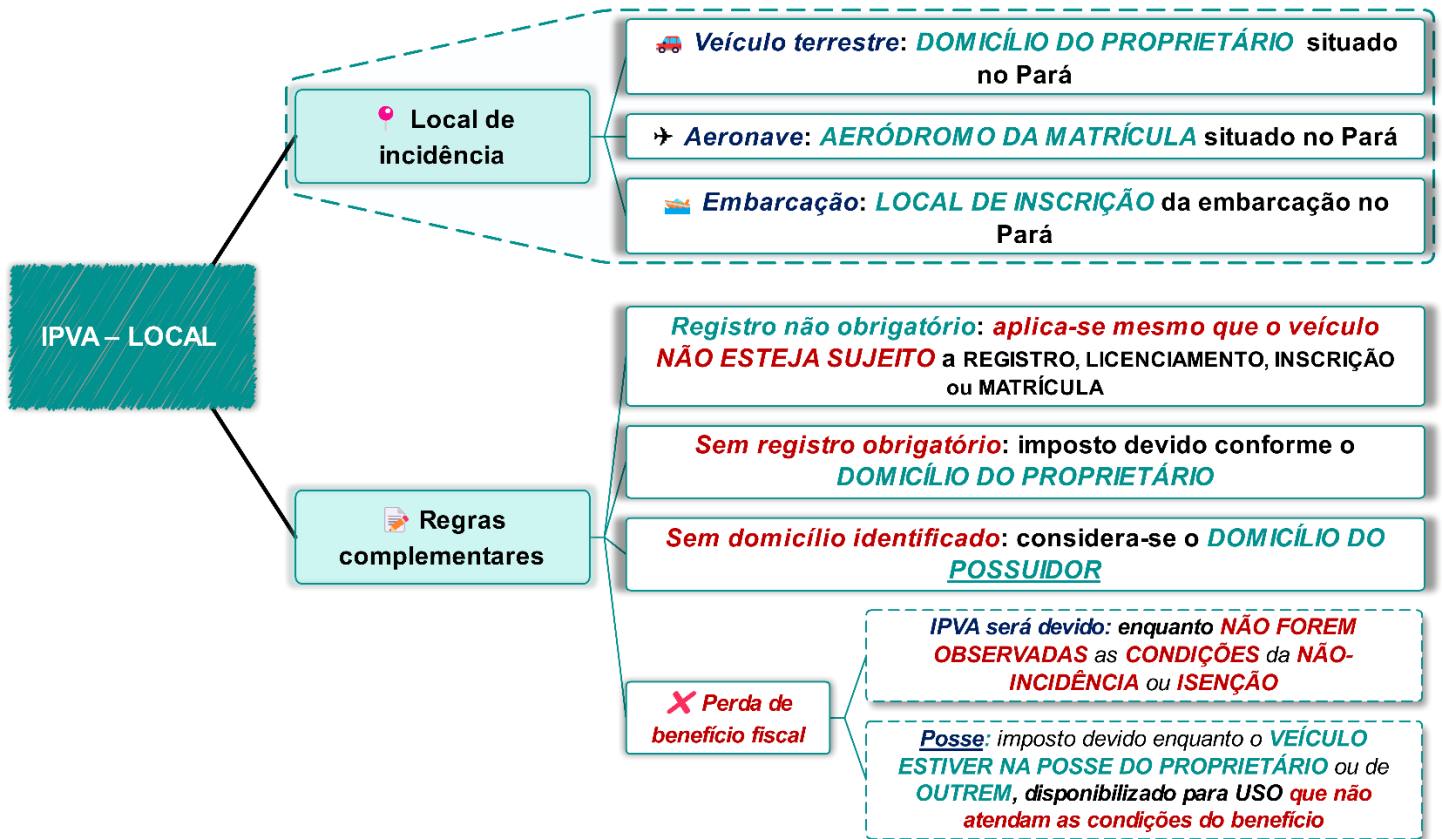 IPVA – LOCAL
📍 Local de
incidência
🚗 Veículo terrestre: DOMICÍLIO DO PROPRIETÁRIO situado
no Pará
✈ Aeronave: AERÓDROMO DA MATRÍCULA situado no Pará
🚤 Embarcação: LOCAL DE INSCRIÇÃO da embarcação no
Pará
📝 Regras
complementares
Registro não obrigatório: aplica-se mesmo que o veículo
NÃO ESTEJA SUJEITO a REGISTRO, LICENCIAMENTO, INSCRIÇÃO
ou MATRÍCULA
Sem registro obrigatório: imposto devido conforme o
DOMICÍLIO DO PROPRIETÁRIO
Sem domicílio identificado: considera-se o DOMICÍLIO DO
POSSUIDOR
❌ Perda de
benefício fiscal
IPVA será devido: enquanto NÃO FOREM
OBSERVADAS as CONDIÇÕES da NÃO-
INCIDÊNCIA ou ISENÇÃO
Posse: imposto devido enquanto o VEÍCULO
ESTIVER NA POSSE DO PROPRIETÁRIO ou de
OUTREM, disponibilizado para USO que não
atendam as condições do benefício